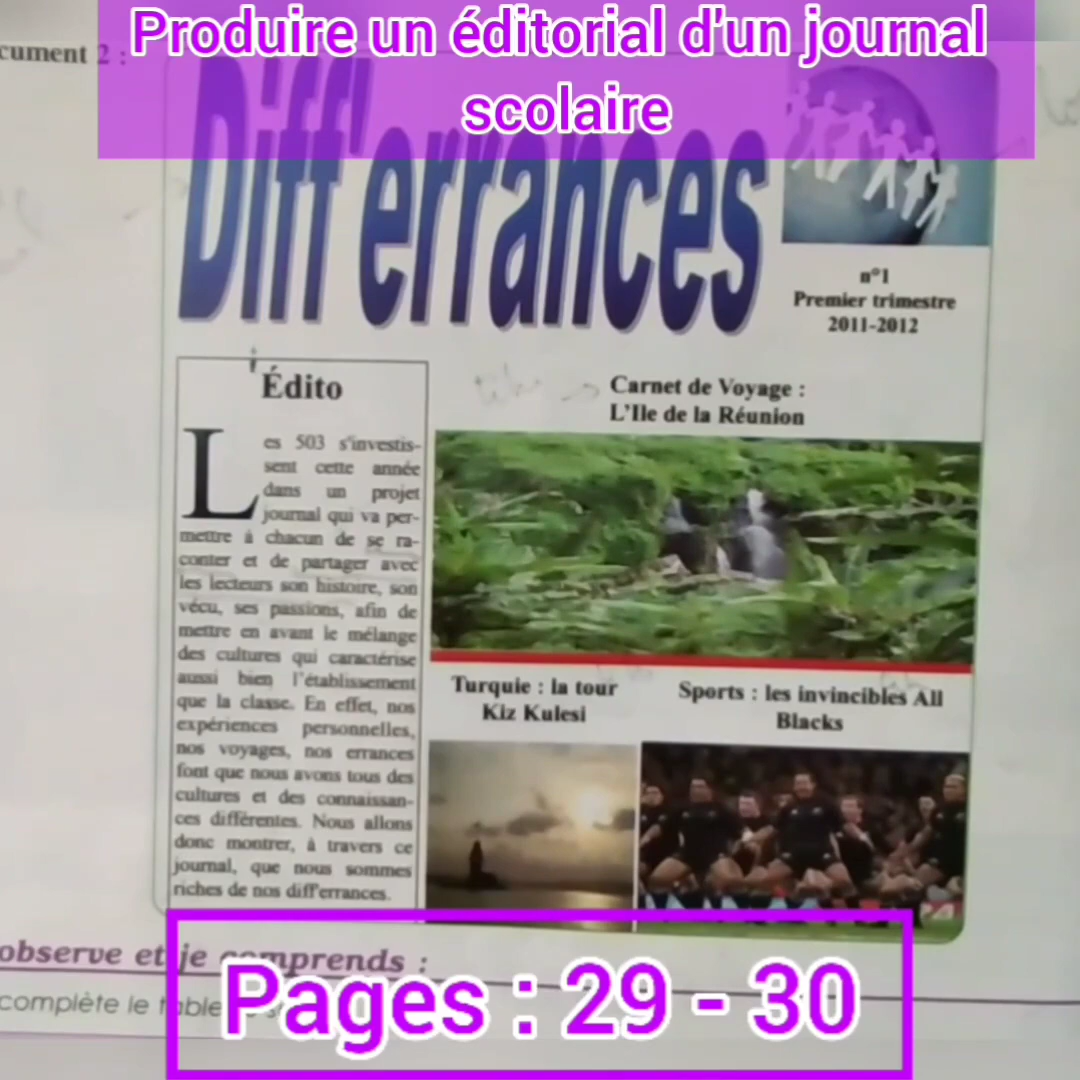 Produire un éditorial d'un journal
scolaire
cument 2 :
Diff'errances
n°1
Premier trimestre
2011-2012
Édito
Les 503 s'investis-
sent cette année
dans un projet
journal qui va per-
mettre à chacun de se ra-
conter et de partager avec
les lecteurs son histoire, son
vécu, ses passions, afin de
mettre en avant le mélange
des cultures qui caractérise
aussi bien l'établissement
que la classe. En effet, nos
expériences personnelles,
nos voyages, nos errances
font que nous avons tous des
cultures et des connaissan-
ces différentes. Nous allons
donc montrer, à travers ce
journal, que nous sommes
riches de nos diff'errances.
Carnet de Voyage :
L'Ile de la Réunion
Turquie : la tour
Kiz Kulesi
Sports : les invincibles All
Blacks
observe et je comprends :
complète le
Pages : 29 - 30